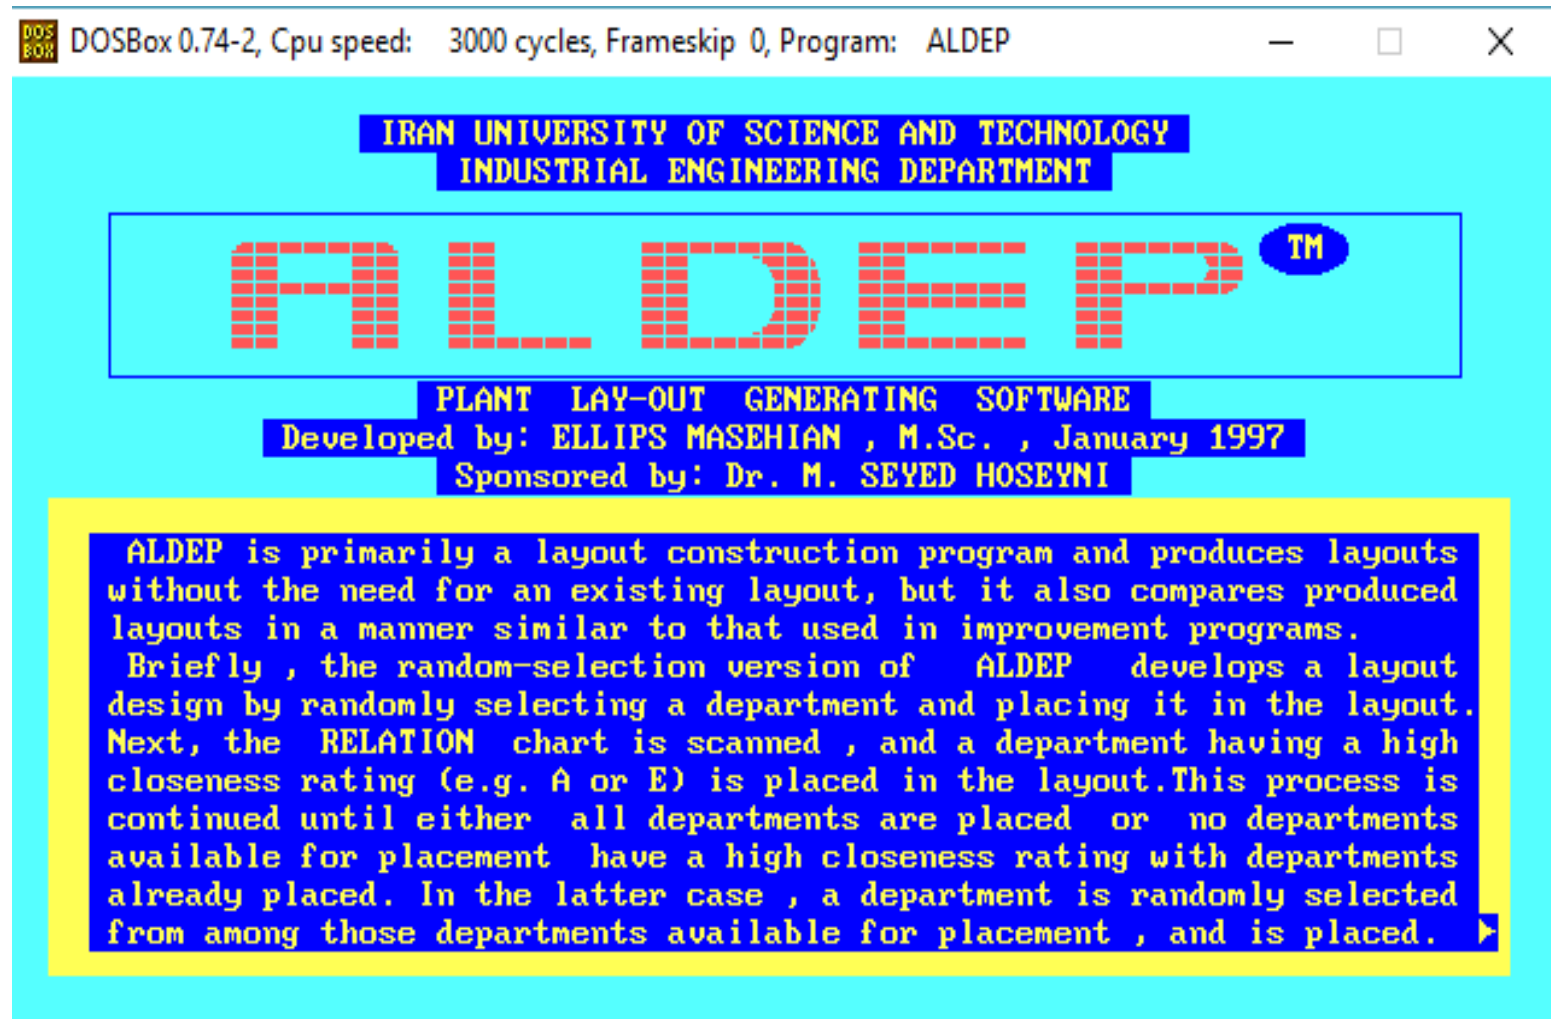 DOS BOX DOSBox 0.74-2, Cpu speed: 3000 cycles, Frameskip 0, Program: ALDEP
IRAN UNIVERSITY OF SCIENCE AND TECHNOLOGY
INDUSTRIAL ENGINEERING DEPARTMENT
ALDEP TM
PLANT LAY-OUT GENERATING SOFTWARE
Developed by: ELLIPS MASEHIAN , M.Sc. , January 1997
Sponsored by: Dr. M. SEYED HOSEYNI
ALDEP is primarily a layout construction program and produces layouts
without the need for an existing layout, but it also compares produced
layouts in a manner similar to that used in improvement programs.
Briefly , the random-selection version of ALDEP develops a layout
design by randomly selecting a department and placing it in the layout.
Next, the RELATION chart is scanned , and a department having a high
closeness rating (e.g. A or E) is placed in the layout.This process is
continued until either all departments are placed or no departments
available for placement have a high closeness rating with departments
already placed. In the latter case , a department is randomly selected
from among those departments available for placement , and is placed.